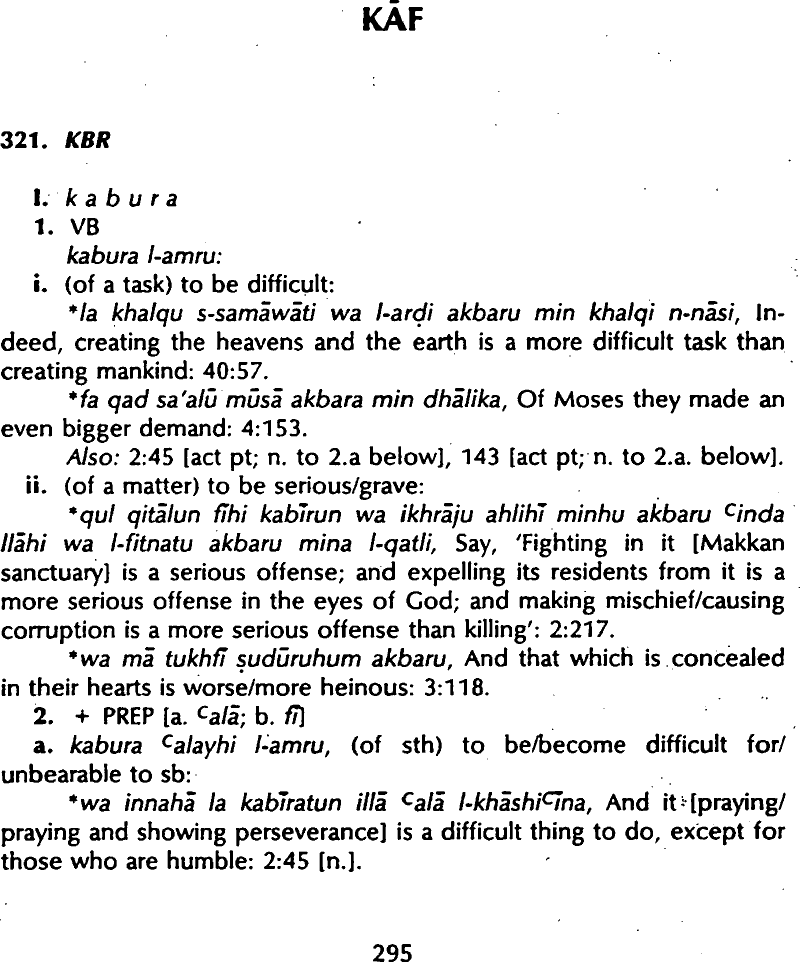 KĀF
321. KBR
I. k a b u r a
1. VB
kabura l-amru:
i. (of a task) to be difficult:
*la khalqu s-samāwāti wa l-arḍi akbaru min khalqi n-nāsi, In-
deed, creating the heavens and the earth is a more difficult task than
creating mankind: 40:57.
*fa qad sa'alū mūsā akbara min dhālika, Of Moses they made an
even bigger demand: 4:153.
Also: 2:45 [act pt; n. to 2.a below], 143 [act pt; n. to 2.a. below].
ii. (of a matter) to be serious/grave:
*qul qitālun fīhi kabīrun wa ikhrāju ahlihī minhu akbaru ᶜinda
llāhi wa l-fitnatu akbaru mina l-qatli, Say, 'Fighting in it [Makkan
sanctuary] is a serious offense; and expelling its residents from it is a
more serious offense in the eyes of God; and making mischief/causing
corruption is a more serious offense than killing': 2:217.
*wa mā tukhfī ṣudūruhum akbaru, And that which is concealed
in their hearts is worse/more heinous: 3:118.
2. + PREP [a. ᶜalā; b. fī]
a. kabura ᶜalayhi l-amru, (of sth) to be/become difficult for/
unbearable to sb:
*wa innahā la kabīratun illā ᶜalā l-khāshiᶜīna, And it [praying/
praying and showing perseverance] is a difficult thing to do, except for
those who are humble: 2:45 [n.].
295